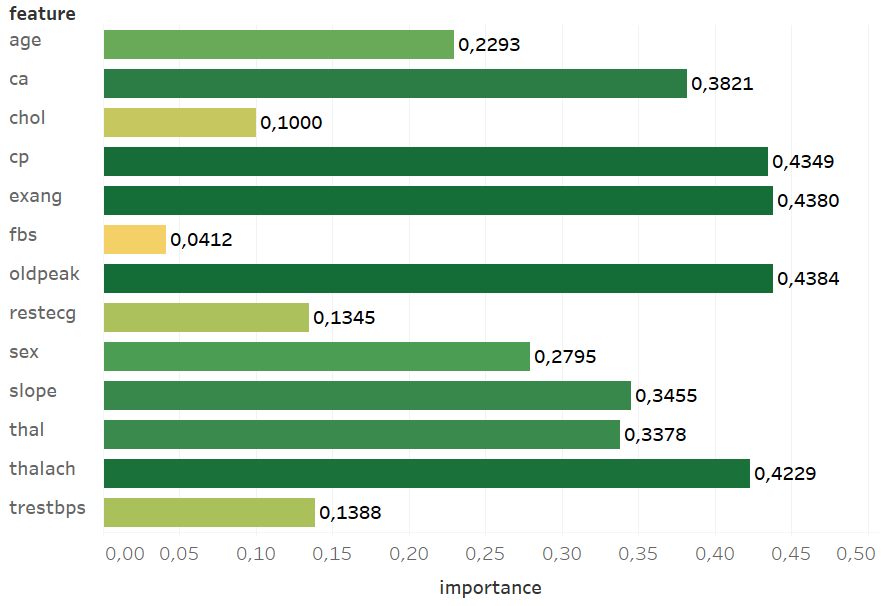 feature
age 0,2293
ca 0,3821
chol 0,1000
cp 0,4349
exang 0,4380
fbs 0,0412
oldpeak 0,4384
restecg 0,1345
sex 0,2795
slope 0,3455
thal 0,3378
thalach 0,4229
trestbps 0,1388
0,00 0,05 0,10 0,15 0,20 0,25 0,30 0,35 0,40 0,45 0,50
importance